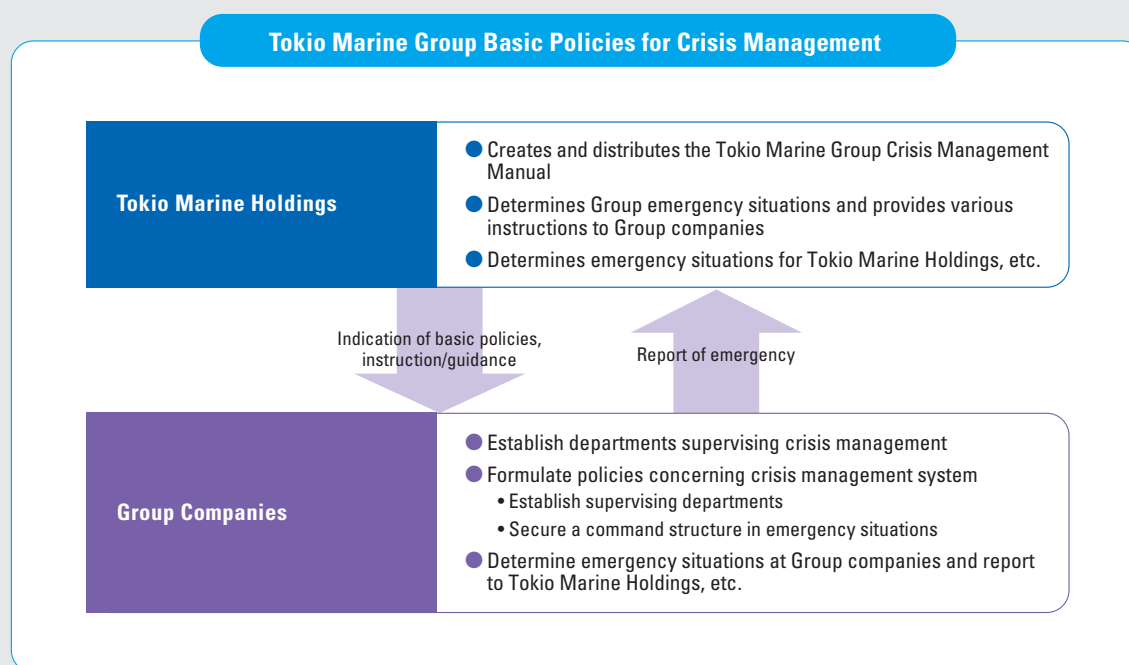 Tokio Marine Group Basic Policies for Crisis Management
Tokio Marine Holdings
● Creates and distributes the Tokio Marine Group Crisis Management
Manual
● Determines Group emergency situations and provides various
instructions to Group companies
● Determines emergency situations for Tokio Marine Holdings, etc.
Indication of basic policies,
instruction/guidance
Report of emergency
Group Companies
● Establish departments supervising crisis management
● Formulate policies concerning crisis management system
• Establish supervising departments
• Secure a command structure in emergency situations
● Determine emergency situations at Group companies and report
to Tokio Marine Holdings, etc.